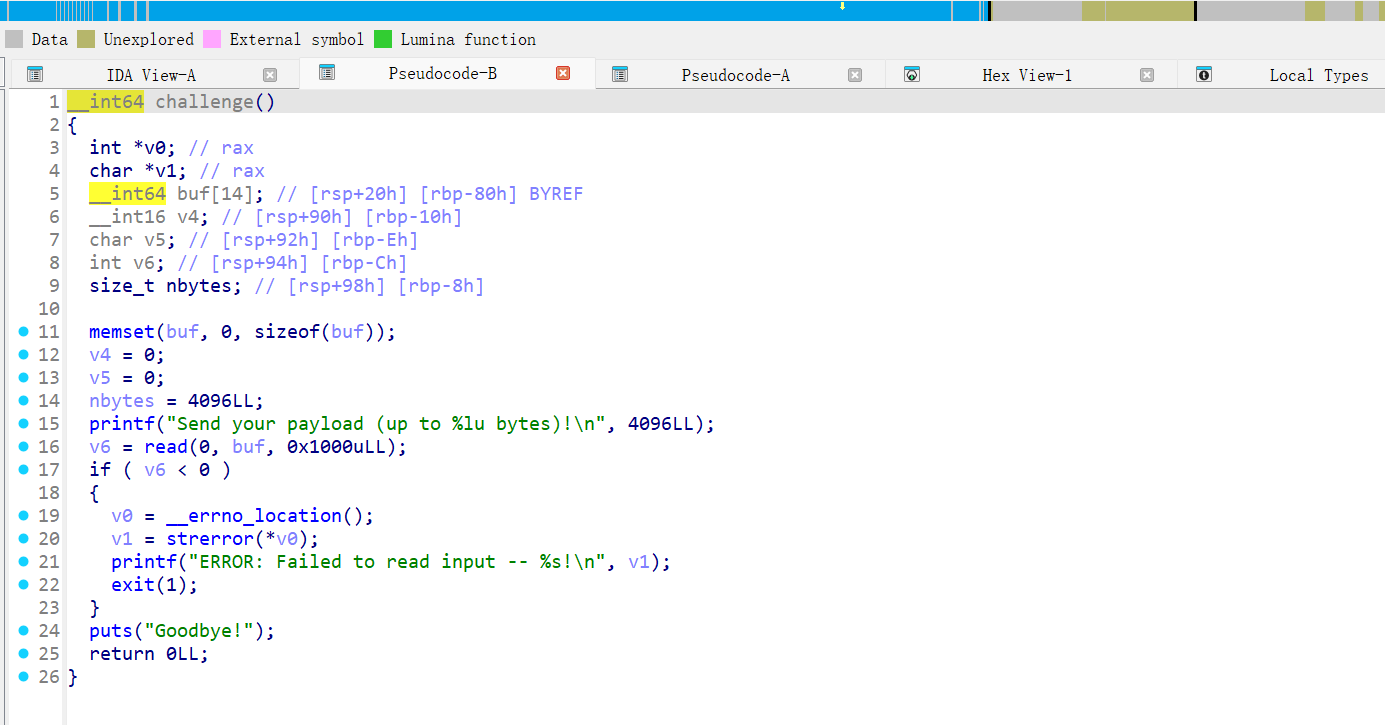 Data Unexplored External symbol Lumina function
IDA View-A Pseudocode-B Pseudocode-A Hex View-1 Local Types
1 __int64 challenge()
2 {
3   int *v0; // rax
4   char *v1; // rax
5   __int64 buf[14]; // [rsp+20h] [rbp-80h] BYREF
6   __int16 v4; // [rsp+90h] [rbp-10h]
7   char v5; // [rsp+92h] [rbp-Eh]
8   int v6; // [rsp+94h] [rbp-Ch]
9   size_t nbytes; // [rsp+98h] [rbp-8h]
10
11   memset(buf, 0, sizeof(buf));
12   v4 = 0;
13   v5 = 0;
14   nbytes = 4096LL;
15   printf("Send your payload (up to %lu bytes)!\n", 4096LL);
16   v6 = read(0, buf, 0x1000uLL);
17   if ( v6 < 0 )
18   {
19     v0 = __errno_location();
20     v1 = strerror(*v0);
21     printf("ERROR: Failed to read input -- %s!\n", v1);
22     exit(1);
23   }
24   puts("Goodbye!");
25   return 0LL;
26 }